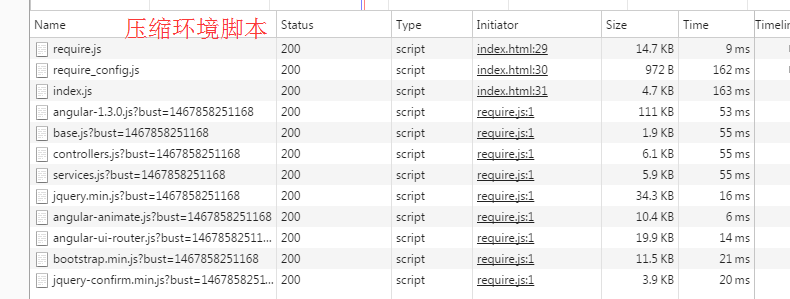 Name 压缩环境脚本 Status Type Initiator Size Time Timelin
require.js 200 script index.html:29 14.7 KB 9 ms
require_config.js 200 script index.html:30 972 B 162 ms
index.js 200 script index.html:31 4.7 KB 163 ms
angular-1.3.0.js?bust=1467858251168 200 script require.js:1 111 KB 53 ms
base.js?bust=1467858251168 200 script require.js:1 1.9 KB 55 ms
controllers.js?bust=1467858251168 200 script require.js:1 6.1 KB 55 ms
services.js?bust=1467858251168 200 script require.js:1 5.9 KB 55 ms
jquery.min.js?bust=1467858251168 200 script require.js:1 34.3 KB 16 ms
angular-animate.js?bust=1467858251168 200 script require.js:1 10.4 KB 6 ms
angular-ui-router.js?bust=14678582511... 200 script require.js:1 19.9 KB 14 ms
bootstrap.min.js?bust=1467858251168 200 script require.js:1 11.5 KB 21 ms
jquery-confirm.min.js?bust=1467858251... 200 script require.js:1 3.9 KB 20 ms